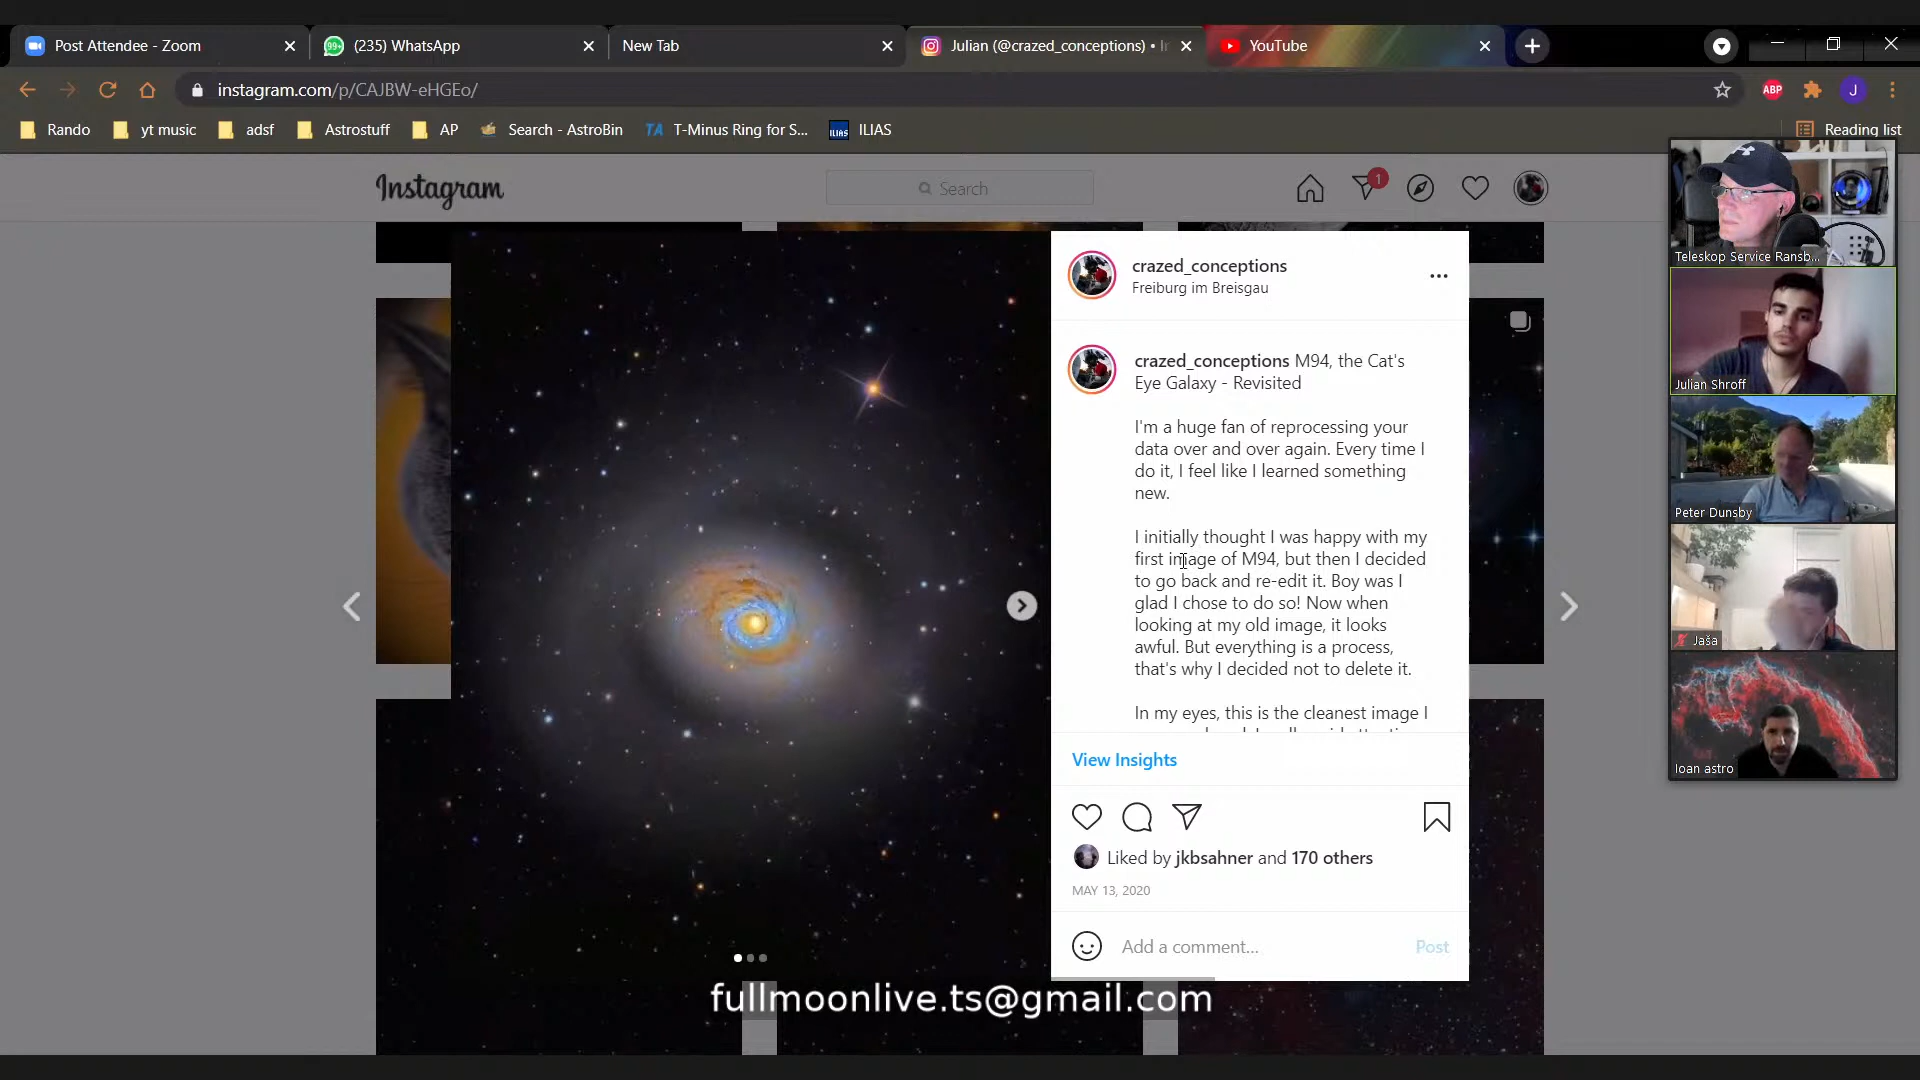 Post Attendee - Zoom
(235) WhatsApp
New Tab
Julian (@crazed_conceptions) • In
YouTube
instagram.com/p/CAJBW-eHGEo/
ABP
J
Rando
yt music
adsf
Astrostuff
AP
Search - AstroBin
TA
T-Minus Ring for S...
ILIAS
ILIAS
Reading list
Instagram
Search
1
crazed_conceptions
Freiburg im Breisgau
crazed_conceptions M94, the Cat's
Eye Galaxy - Revisited
I'm a huge fan of reprocessing your
data over and over again. Every time I
do it, I feel like I learned something
new.
I initially thought I was happy with my
first image of M94, but then I decided
to go back and re-edit it. Boy was I
glad I chose to do so! Now when
looking at my old image, it looks
awful. But everything is a process,
that's why I decided not to delete it.
In my eyes, this is the cleanest image I
View Insights
Liked by jkbsahner and 170 others
MAY 13, 2020
Add a comment...
Post
Teleskop Service Ransb...
Julian Shroff
Peter Dunsby
Jaša
Ioan astro
fullmoonlive.ts@gmail.com